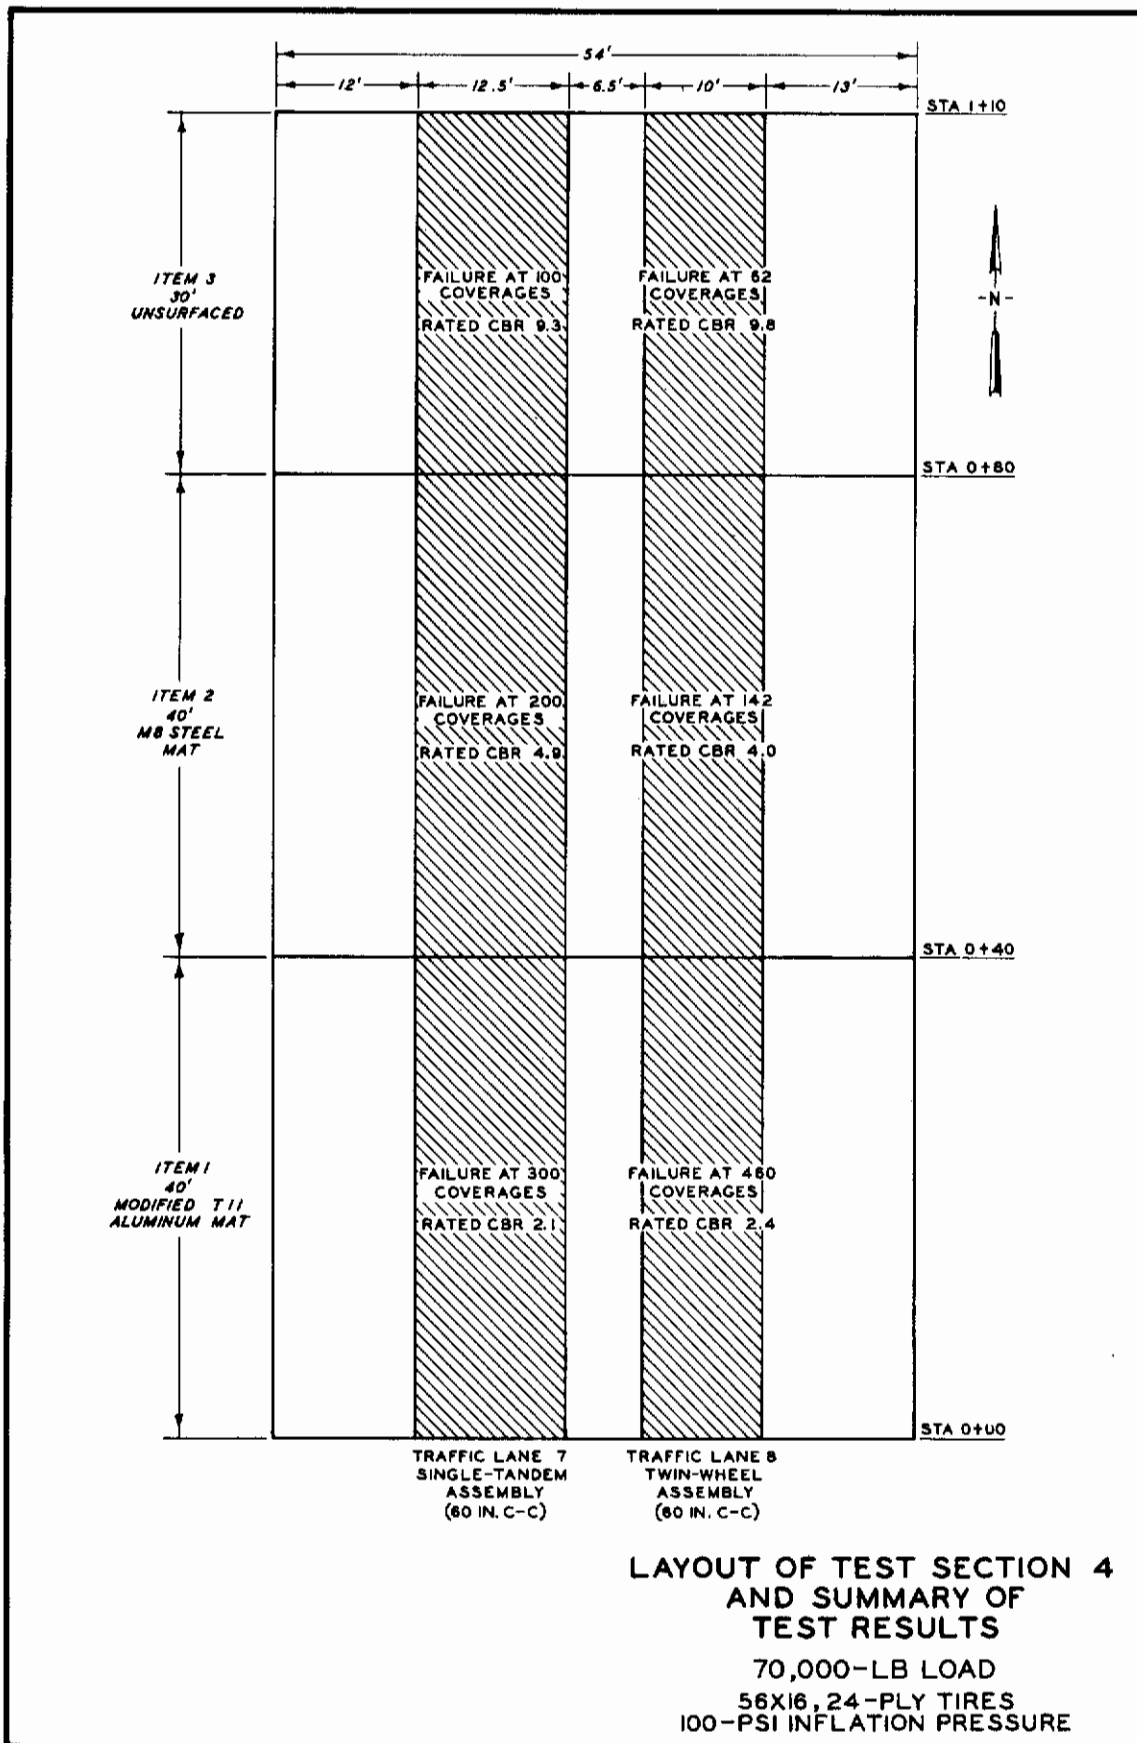 54'
12' 12.5' 6.5' 10' 13'
STA 1+10
ITEM 3
30'
UNSURFACED
FAILURE AT 100
COVERAGES
RATED CBR 9.3
FAILURE AT 62
COVERAGES
RATED CBR 9.8
-N-
STA 0+80
ITEM 2
40'
M8 STEEL
MAT
FAILURE AT 200
COVERAGES
RATED CBR 4.9
FAILURE AT 142
COVERAGES
RATED CBR 4.0
STA 0+40
ITEM 1
40'
MODIFIED T11
ALUMINUM MAT
FAILURE AT 300
COVERAGES
RATED CBR 2.1
FAILURE AT 460
COVERAGES
RATED CBR 2.4
STA 0+00
TRAFFIC LANE 7
SINGLE-TANDEM
ASSEMBLY
(60 IN. C-C)
TRAFFIC LANE 8
TWIN-WHEEL
ASSEMBLY
(60 IN. C-C)
LAYOUT OF TEST SECTION 4
AND SUMMARY OF
TEST RESULTS
70,000-LB LOAD
56X16, 24-PLY TIRES
100-PSI INFLATION PRESSURE